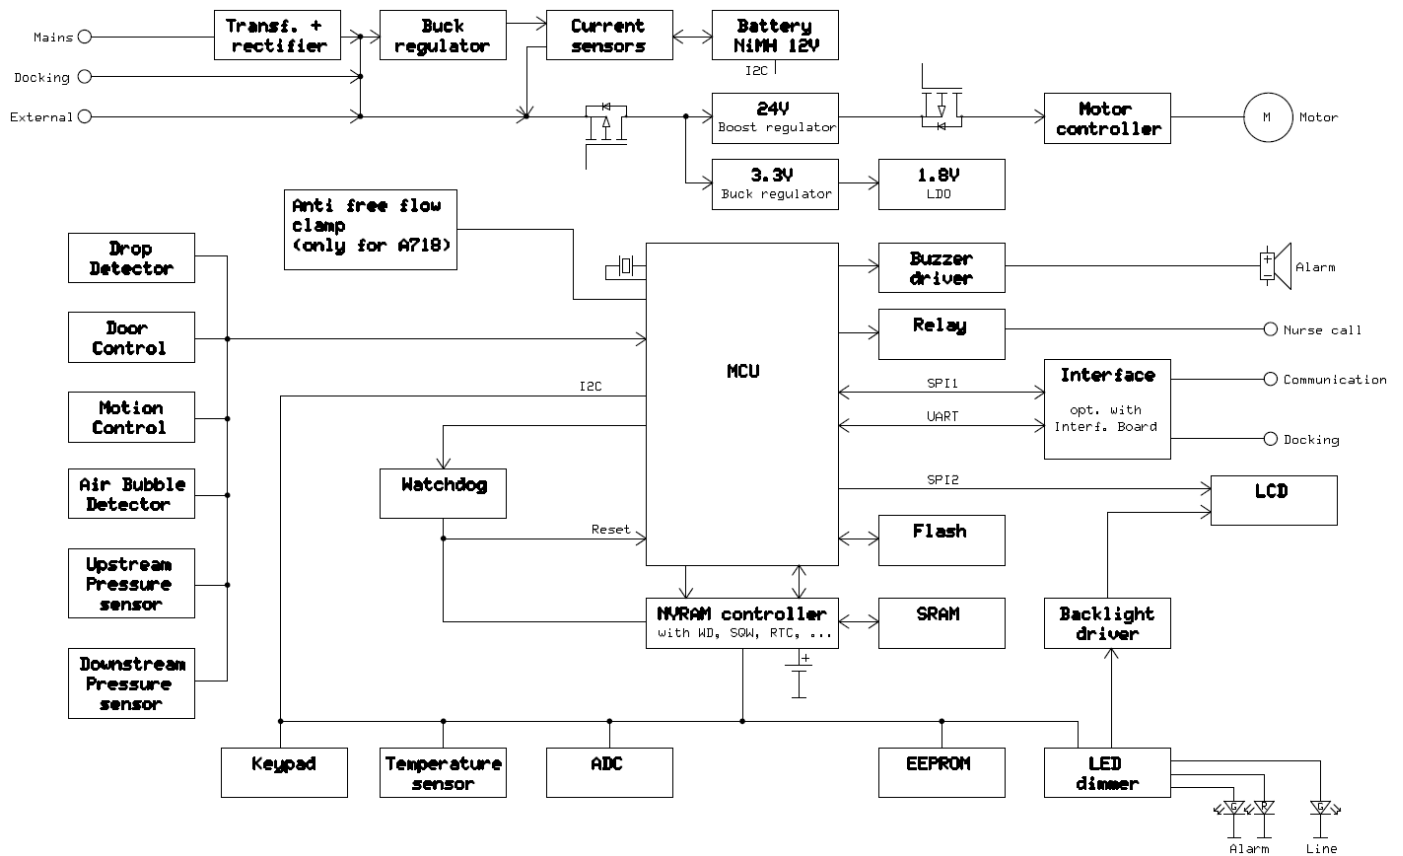 Transf. +
rectifier
Buck
regulator
Current
sensors
Battery
NiMH 12V
Mains
I2C
Docking
External
24V
Boost regulator
Motor
controller
M
Motor
3.3V
Buck regulator
1.8V
LDO
Anti free flow
clamp
(only for A718)
Drop
Detector
Buzzer
driver
Alarm
Door
Control
Relay
Nurse call
MCU
I2C
SPI1
Interface
opt. with
Interf. Board
Communication
UART
Docking
Motion
Control
Air Bubble
Detector
Watchdog
SPI2
LCD
Reset
Flash
Upstream
Pressure
sensor
NVRAM controller
with WD, SQW, RTC, ...
SRAM
Backlight
driver
+
Downstream
Pressure
sensor
Keypad
Temperature
sensor
ADC
EEPROM
LED
dimmer
G
R
G
Alarm
Line